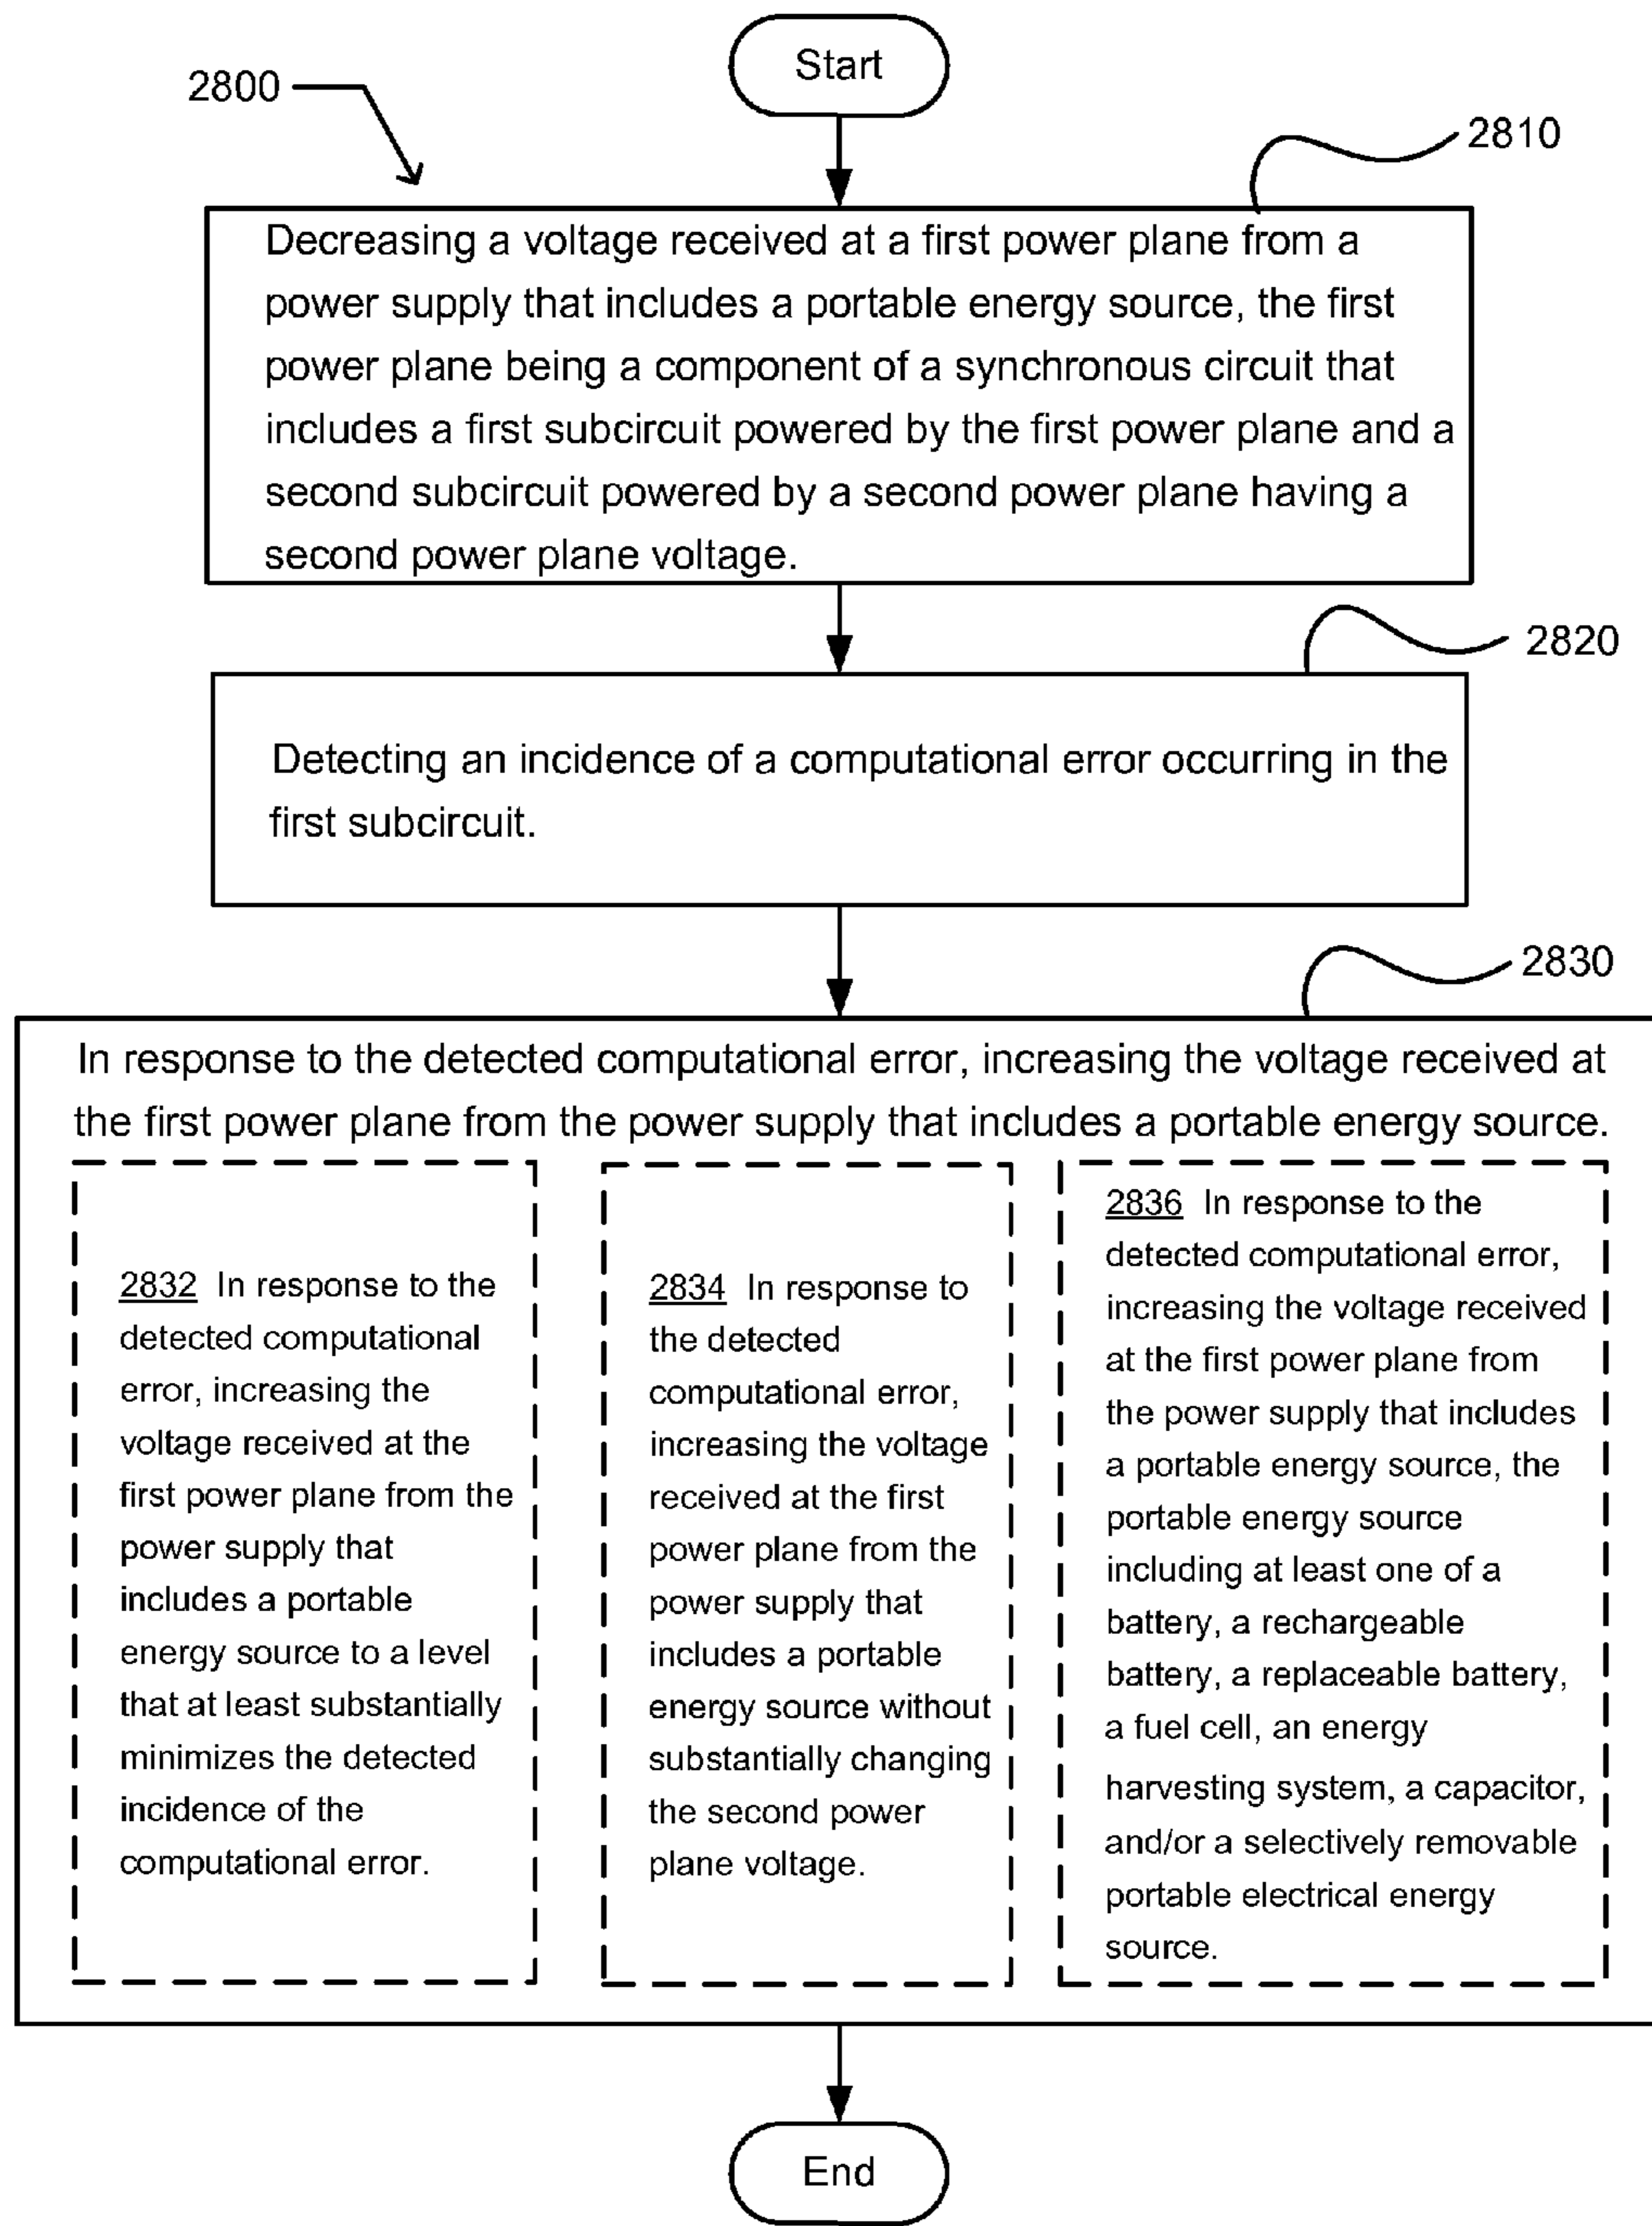 Start
2800
2810
Decreasing a voltage received at a first power plane from a
power supply that includes a portable energy source, the first
power plane being a component of a synchronous circuit that
includes a first subcircuit powered by the first power plane and a
second subcircuit powered by a second power plane having a
second power plane voltage.
2820
Detecting an incidence of a computational error occurring in the
first subcircuit.
2830
In response to the detected computational error, increasing the voltage received at
the first power plane from the power supply that includes a portable energy source.
2832 In response to the
detected computational
error, increasing the
voltage received at the
first power plane from the
power supply that
includes a portable
energy source to a level
that at least substantially
minimizes the detected
incidence of the
computational error.
2834 In response to
the detected
computational error,
increasing the voltage
received at the first
power plane from the
power supply that
includes a portable
energy source without
substantially changing
the second power
plane voltage.
2836 In response to the
detected computational error,
increasing the voltage received
at the first power plane from
the power supply that includes
a portable energy source, the
portable energy source
including at least one of a
battery, a rechargeable
battery, a replaceable battery,
a fuel cell, an energy
harvesting system, a capacitor,
and/or a selectively removable
portable electrical energy
source.
End